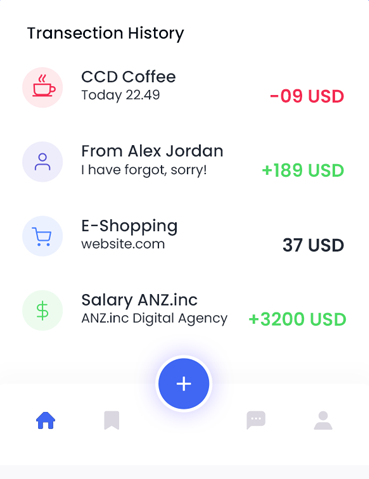 Transection History
CCD Coffee
Today 22.49
-09 USD
From Alex Jordan
I have forgot, sorry!
+189 USD
E-Shopping
website.com
37 USD
Salary ANZ.inc
ANZ.inc Digital Agency
+3200 USD